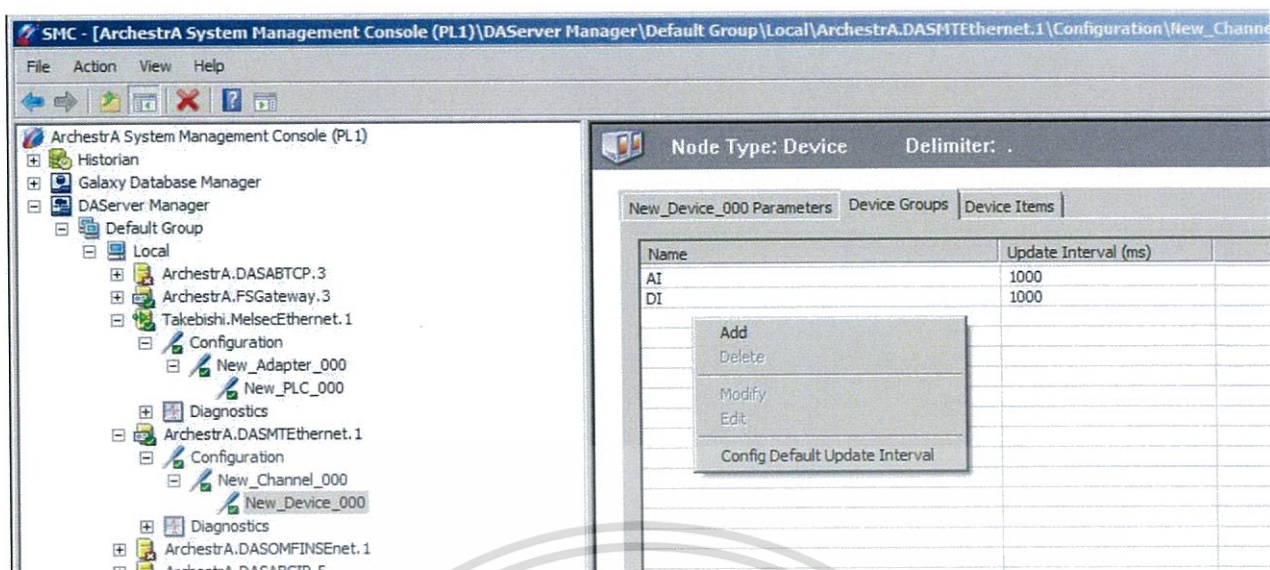 SMC - [ArchestrA System Management Console (PL1)\DAServer Manager\Default Group\Local\ArchestrA.DASMTEthernet.1\Configuration\New_Channe
File Action View Help
ArchestrA System Management Console (PL1)
Historian
Galaxy Database Manager
DAServer Manager
Default Group
Local
ArchestrA.DASABTCP.3
ArchestrA.FSGateway.3
Takebishi.MelsecEthernet.1
Configuration
New_Adapter_000
New_PLC_000
Diagnostics
ArchestrA.DASMTEthernet.1
Configuration
New_Channel_000
New_Device_000
Diagnostics
ArchestrA.DASOMFINSEnet.1
Node Type: Device Delimiter: .
New_Device_000 Parameters Device Groups Device Items
Name Update Interval (ms)
AI 1000
DI 1000
Add
Delete
Modify
Edit
Config Default Update Interval